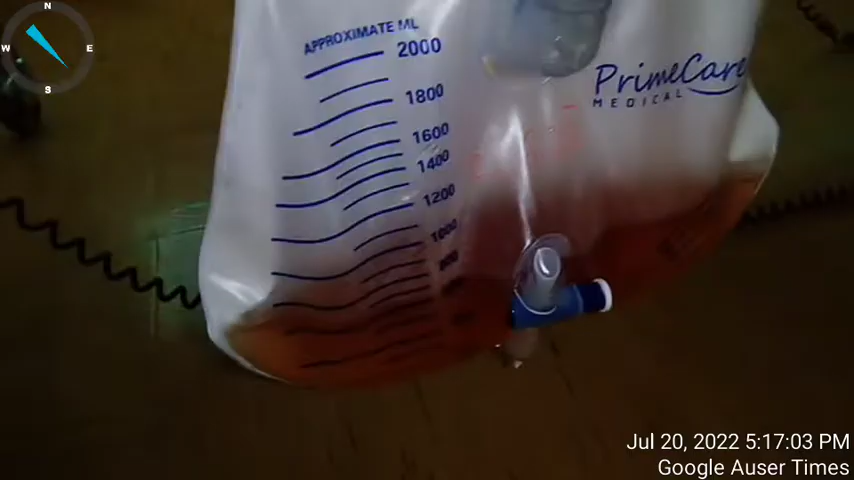 N
W
E
S
APPROXIMATE ML
2000
1800
1600
1400
1200
1000
800
PrimeCare
MEDICAL
Jul 20, 2022 5:17:03 PM
Google Auser Times